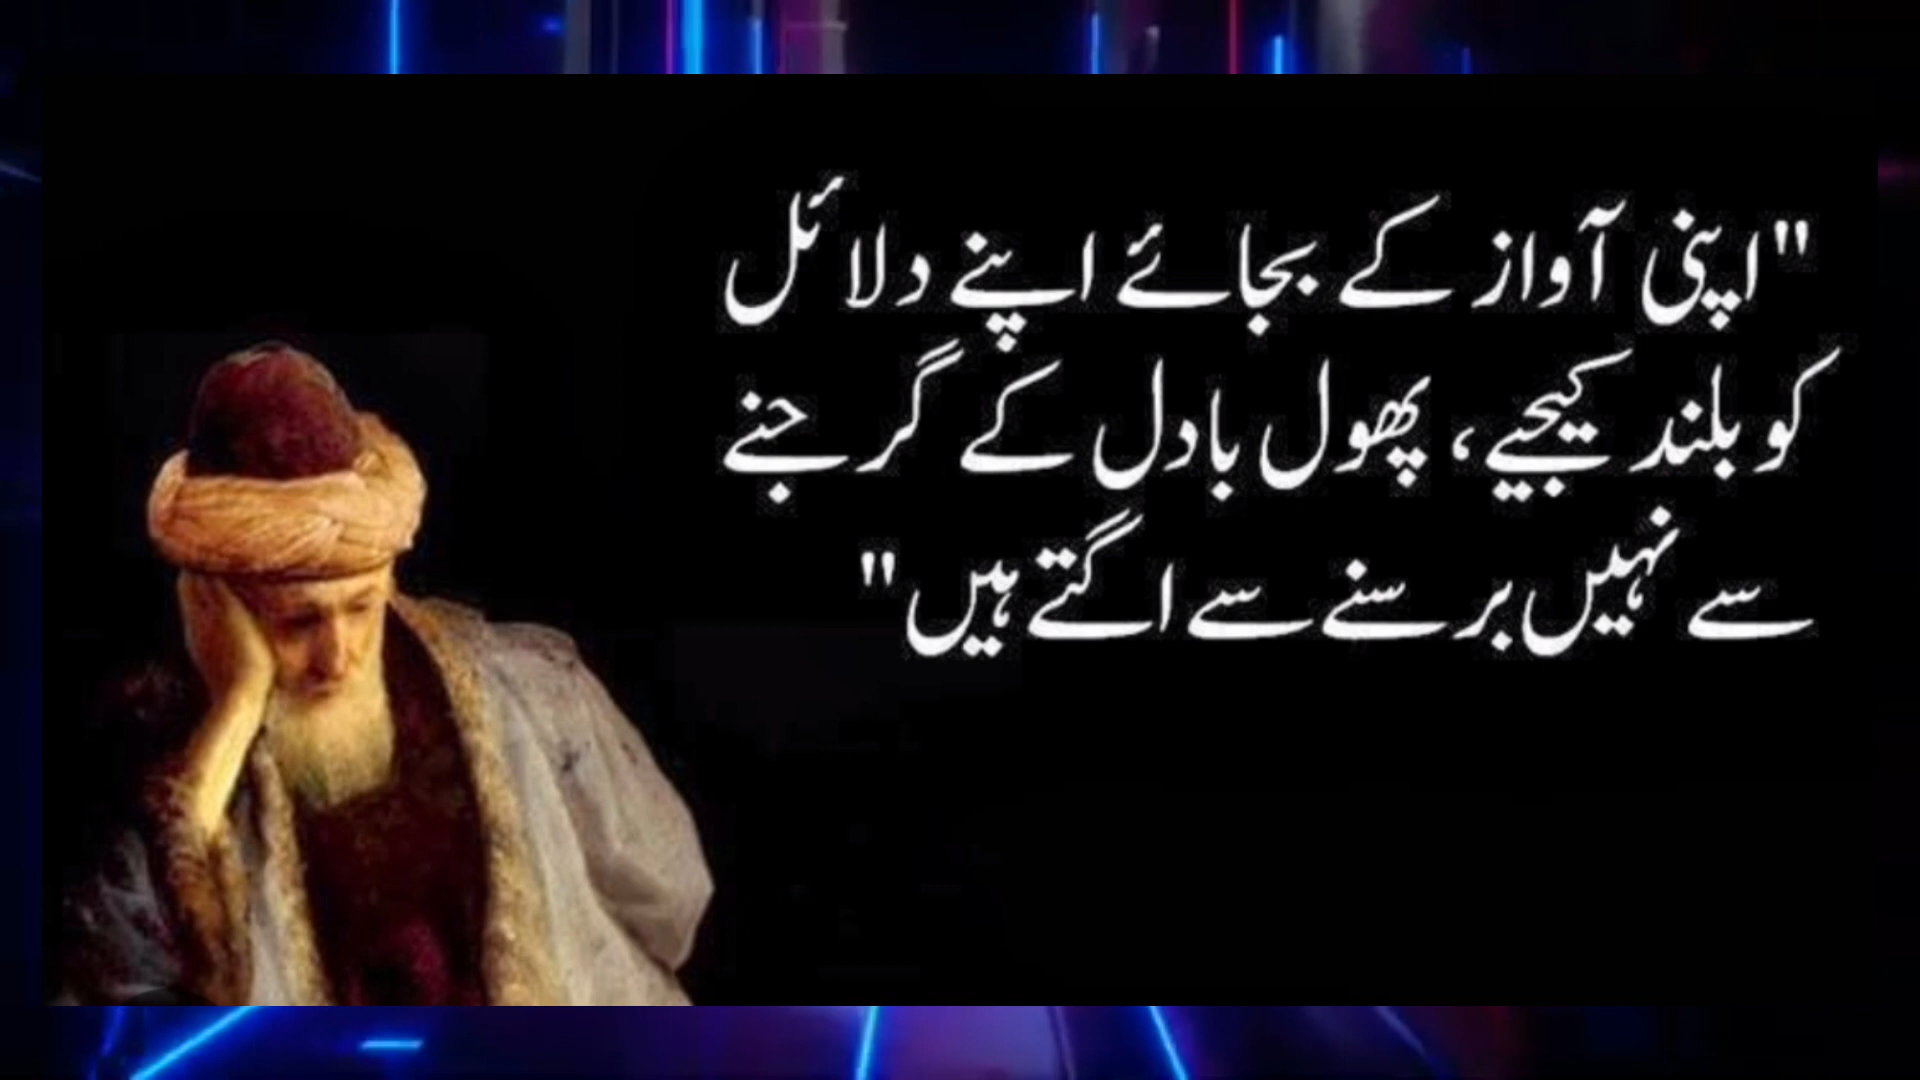 "اپنی آواز کے بجائے اپنے دلائل
کو بلند کیجیے، پھول بادل کے گرجنے
سے نہیں برسنے سے اگتے ہیں"